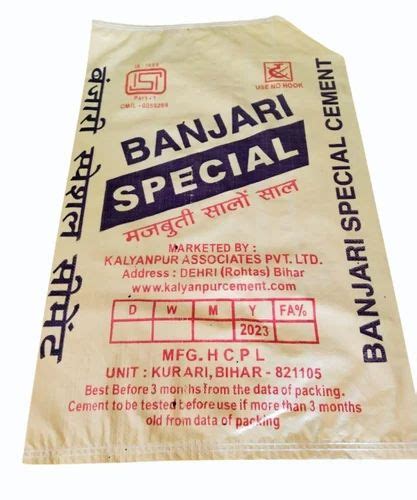 IS 1489
ISI
Part-1
CM/L - 0059289
USE NO HOOK
BANJARI
SPECIAL
मजबुती सालों साल
MARKETED BY :
KALYANPUR ASSOCIATES PVT. LTD.
Address : DEHRI (Rohtas) Bihar
www.kalyanpurcement.com
D W M Y FA%
2023
MFG. H C P L
UNIT : KURARI, BIHAR - 821105
Best Before 3 months from the data of packing.
Cement to be tested before use if more than 3 months
old from data of packing
बंजारी स्पेशल सीमेंट
BANJARI SPECIAL CEMENT